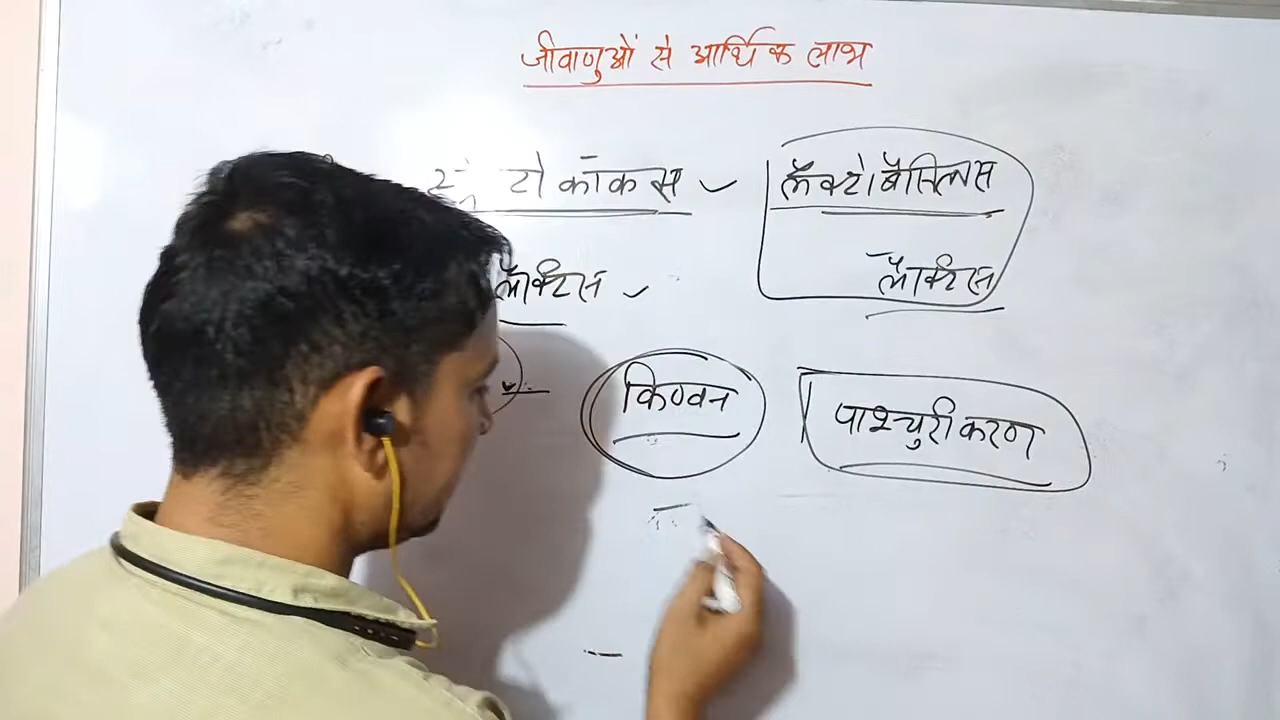 जीवाणुओं से आर्थिक लाभ
टोकॉकस लॅक्टोबॅसिलस
लॅक्टिस लॅक्टिस
किण्वन पाश्चुरीकरण